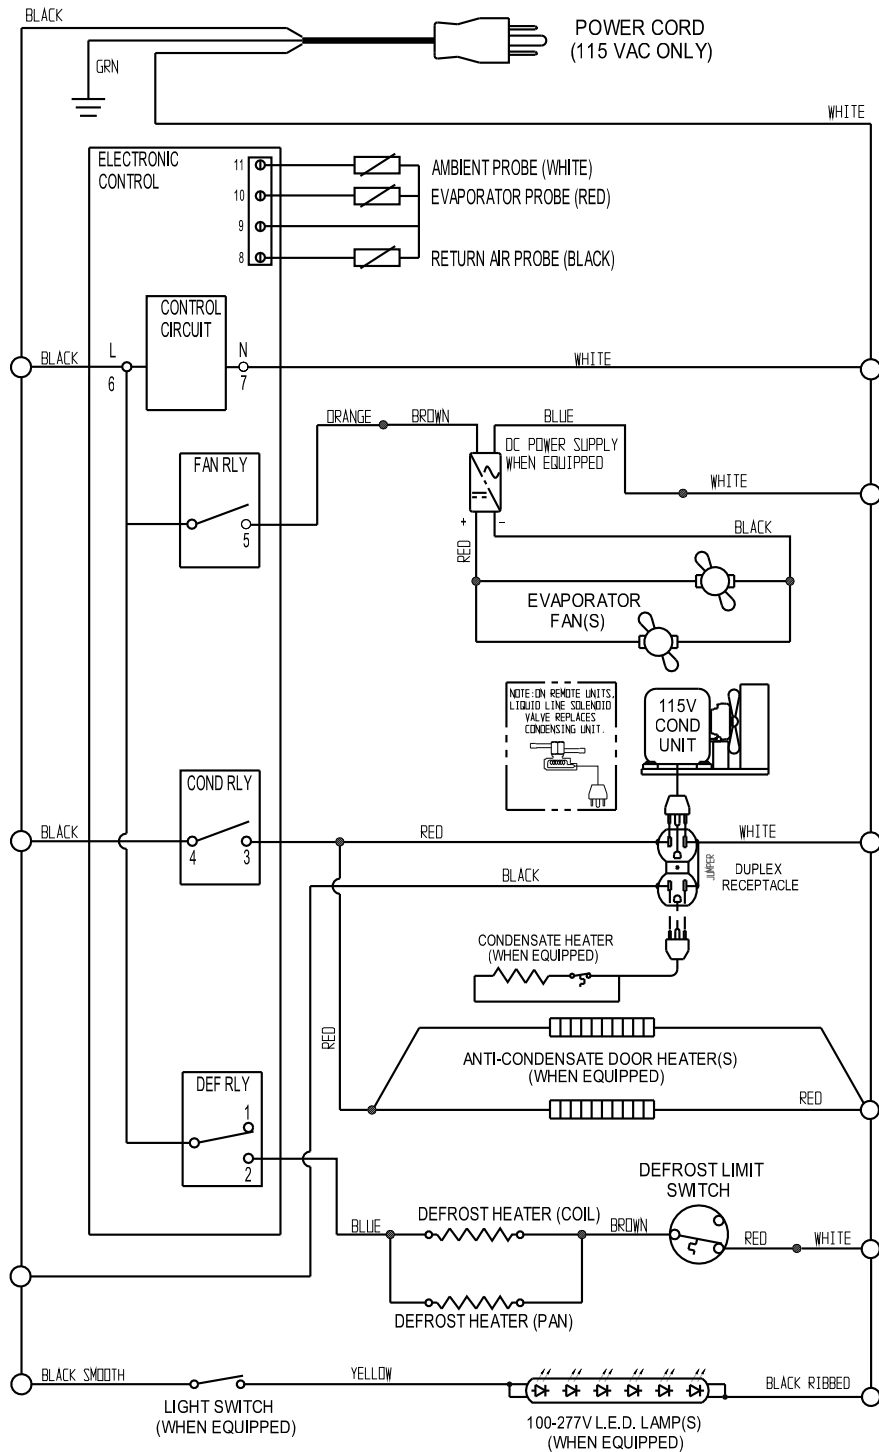 BLACK
POWER CORD
(115 VAC ONLY)
GRN
WHITE
ELECTRONIC
CONTROL
11
AMBIENT PROBE (WHITE)
10
EVAPORATOR PROBE (RED)
9
8
RETURN AIR PROBE (BLACK)
CONTROL
CIRCUIT
BLACK
L
6
N
7
WHITE
ORANGE
BROWN
BLUE
DC POWER SUPPLY
WHEN EQUIPPED
FAN RLY
WHITE
5
+
-
RED
BLACK
EVAPORATOR
FAN(S)
NOTE: ON REMOTE UNITS,
LIQUID LINE SOLENOID
VALVE REPLACES
CONDENSING UNIT.
115V
COND
UNIT
COND RLY
BLACK
4
3
RED
WHITE
JUMPER
DUPLEX
RECEPTACLE
BLACK
CONDENSATE HEATER
(WHEN EQUIPPED)
RED
ANTI-CONDENSATE DOOR HEATER(S)
(WHEN EQUIPPED)
RED
DEF RLY
1
2
DEFROST LIMIT
SWITCH
BLUE
DEFROST HEATER (COIL)
BROWN
RED
WHITE
DEFROST HEATER (PAN)
BLACK SMOOTH
YELLOW
BLACK RIBBED
LIGHT SWITCH
(WHEN EQUIPPED)
100-277V L.E.D. LAMP(S)
(WHEN EQUIPPED)